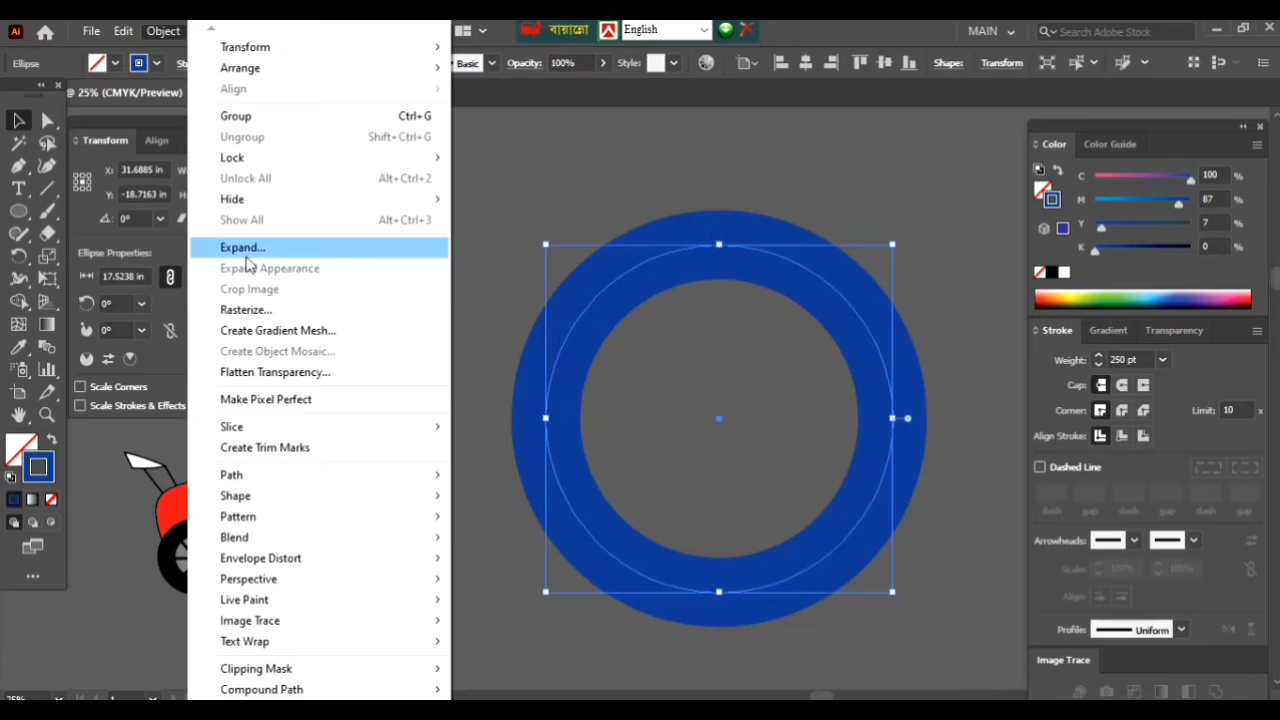 Ai
File
Edit
Object
বায়ান্নো
English
MAIN
Search Adobe Stock
Ellipse
Basic
Opacity:
100%
Style:
Shape:
Transform
@ 25% (CMYK/Preview)
Transform
Align
X:
31.6885 in
Y:
-18.7163 in
0°
Ellipse Properties:
17.5238 in
0°
0°
Scale Corners
Scale Strokes & Effects
Transform
Arrange
Align
Group Ctrl+G
Ungroup Shift+Ctrl+G
Lock
Unlock All Alt+Ctrl+2
Hide
Show All Alt+Ctrl+3
Expand...
Expand Appearance
Crop Image
Rasterize...
Create Gradient Mesh...
Create Object Mosaic...
Flatten Transparency...
Make Pixel Perfect
Slice
Create Trim Marks
Path
Shape
Pattern
Blend
Envelope Distort
Perspective
Live Paint
Image Trace
Text Wrap
Clipping Mask
Compound Path
Color
Color Guide
C 100 %
M 87 %
Y 7 %
K 0 %
Stroke
Gradient
Transparency
Weight: 250 pt
Cap:
Corner:
Limit: 10 x
Align Stroke:
Dashed Line
dash gap dash gap dash gap
Arrowheads:
Scale: 100% 100%
Align:
Profile: Uniform
Image Trace